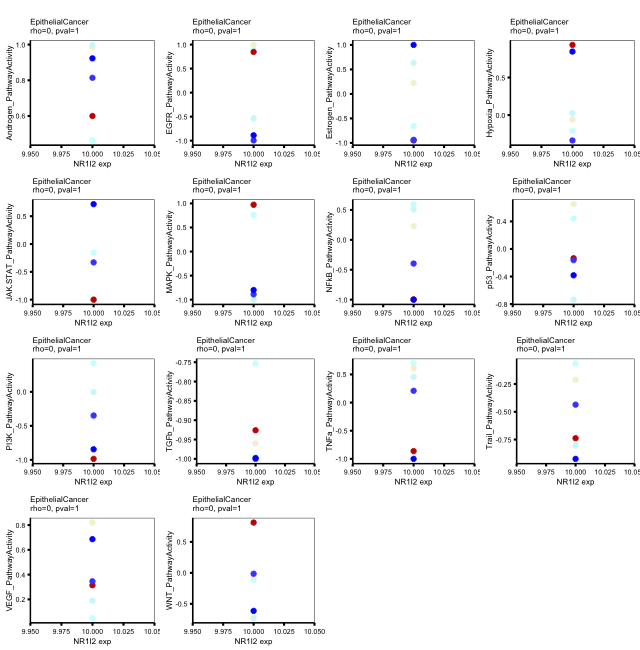 EpithelialCancer
rho=0, pval=1
Androgen_PathwayActivity
1.0
0.8
0.6
9.950 9.975 10.000 10.025 10.05
NR1I2 exp
EpithelialCancer
rho=0, pval=1
EGFR_PathwayActivity
1.0
0.5
0.0
-0.5
-1.0
9.950 9.975 10.000 10.025 10.05
NR1I2 exp
EpithelialCancer
rho=0, pval=1
Estrogen_PathwayActivity
1.0
0.5
0.0
-0.5
-1.0
9.950 9.975 10.000 10.025 10.05
NR1I2 exp
EpithelialCancer
rho=0, pval=1
Hypoxia_PathwayActivity
0.5
0.0
9.950 9.975 10.000 10.025 10.05
NR1I2 exp
EpithelialCancer
rho=0, pval=1
JAK.STAT_PathwayActivity
0.5
0.0
-0.5
-1.0
9.950 9.975 10.000 10.025 10.05
NR1I2 exp
EpithelialCancer
rho=0, pval=1
MAPK_PathwayActivity
1.0
0.5
0.0
-0.5
-1.0
9.950 9.975 10.000 10.025 10.05
NR1I2 exp
EpithelialCancer
rho=0, pval=1
NFkB_PathwayActivity
0.5
0.0
-0.5
-1.0
9.950 9.975 10.000 10.025 10.05
NR1I2 exp
EpithelialCancer
rho=0, pval=1
p53_PathwayActivity
0.4
0.0
-0.4
-0.8
9.950 9.975 10.000 10.025 10.05
NR1I2 exp
EpithelialCancer
rho=0, pval=1
PI3K_PathwayActivity
0.0
-0.5
-1.0
9.950 9.975 10.000 10.025 10.05
NR1I2 exp
EpithelialCancer
rho=0, pval=1
TGFb_PathwayActivity
-0.75
-0.80
-0.85
-0.90
-0.95
-1.00
9.950 9.975 10.000 10.025 10.05
NR1I2 exp
EpithelialCancer
rho=0, pval=1
TNFa_PathwayActivity
0.5
0.0
-0.5
-1.0
9.950 9.975 10.000 10.025 10.05
NR1I2 exp
EpithelialCancer
rho=0, pval=1
Trail_PathwayActivity
-0.25
-0.50
-0.75
9.950 9.975 10.000 10.025 10.05
NR1I2 exp
EpithelialCancer
rho=0, pval=1
VEGF_PathwayActivity
0.8
0.6
0.4
0.2
9.950 9.975 10.000 10.025 10.05
NR1I2 exp
EpithelialCancer
rho=0, pval=1
WNT_PathwayActivity
0.5
0.0
-0.5
9.950 9.975 10.000 10.025 10.050
NR1I2 exp